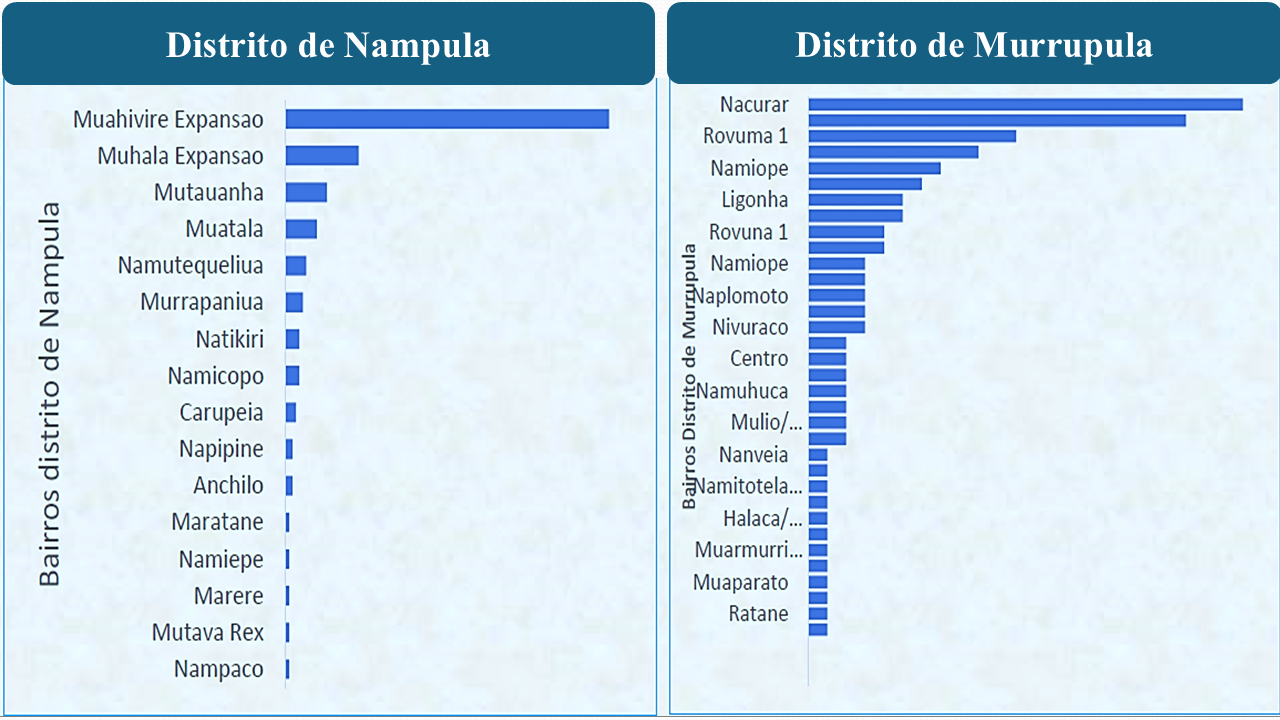 Distrito de Nampula
Bairros distrito de Nampula
Muahivire Expansao
Muhala Expansao
Mutauanha
Muatala
Namutequeliua
Murrapaniua
Natikiri
Namicopo
Carupeia
Napipine
Anchilo
Maratane
Namiepe
Marere
Mutava Rex
Nampaco
Distrito de Murrupula
Bairros Distrito de Murrupula
Nacurar
Rovuma 1
Namiope
Ligonha
Rovuna 1
Namiope
Naplomoto
Nivuraco
Centro
Namuhuca
Mulio/...
Nanveia
Namitotela...
Halaca/...
Muarmurri...
Muaparato
Ratane